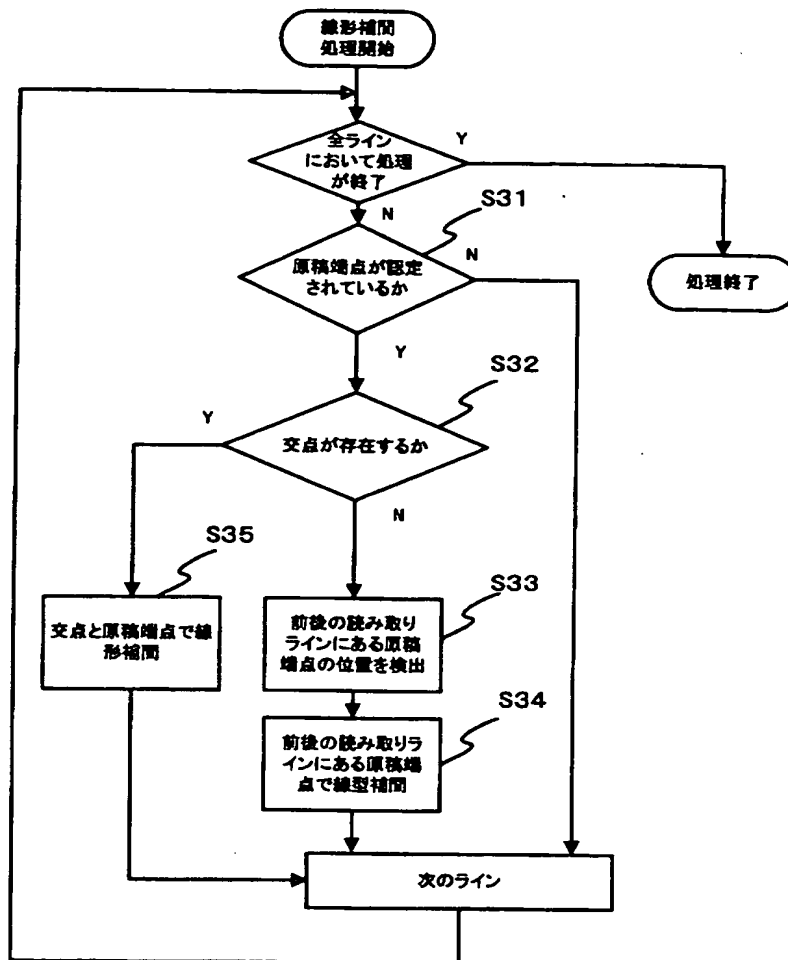 線形補間
処理開始
全ライン
において処理
が終了
Y
N
S31
原稿端点が認定
されているか
N
処理終了
Y
S32
交点が存在するか
Y
N
S35
交点と原稿端点で線
形補間
S33
前後の読み取り
ラインにある原稿
端点の位置を検出
S34
前後の読み取りラ
インにある原稿端
点で線型補間
次のライン